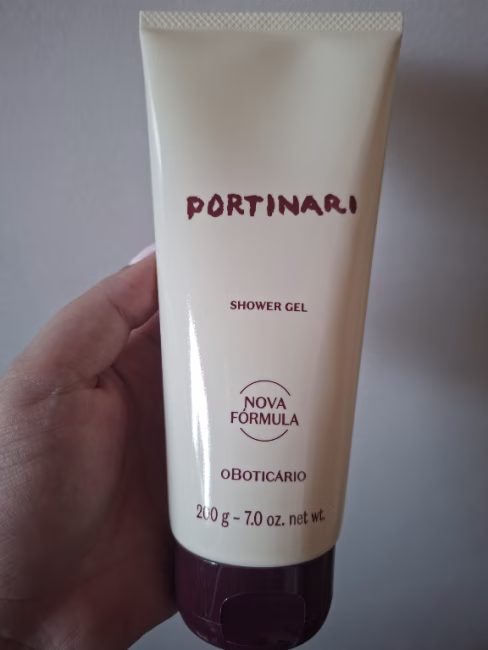 PORTINARI
SHOWER GEL
NOVA
FÓRMULA
oBOTICÁRIO
200 g - 7.0 oz. net wt.